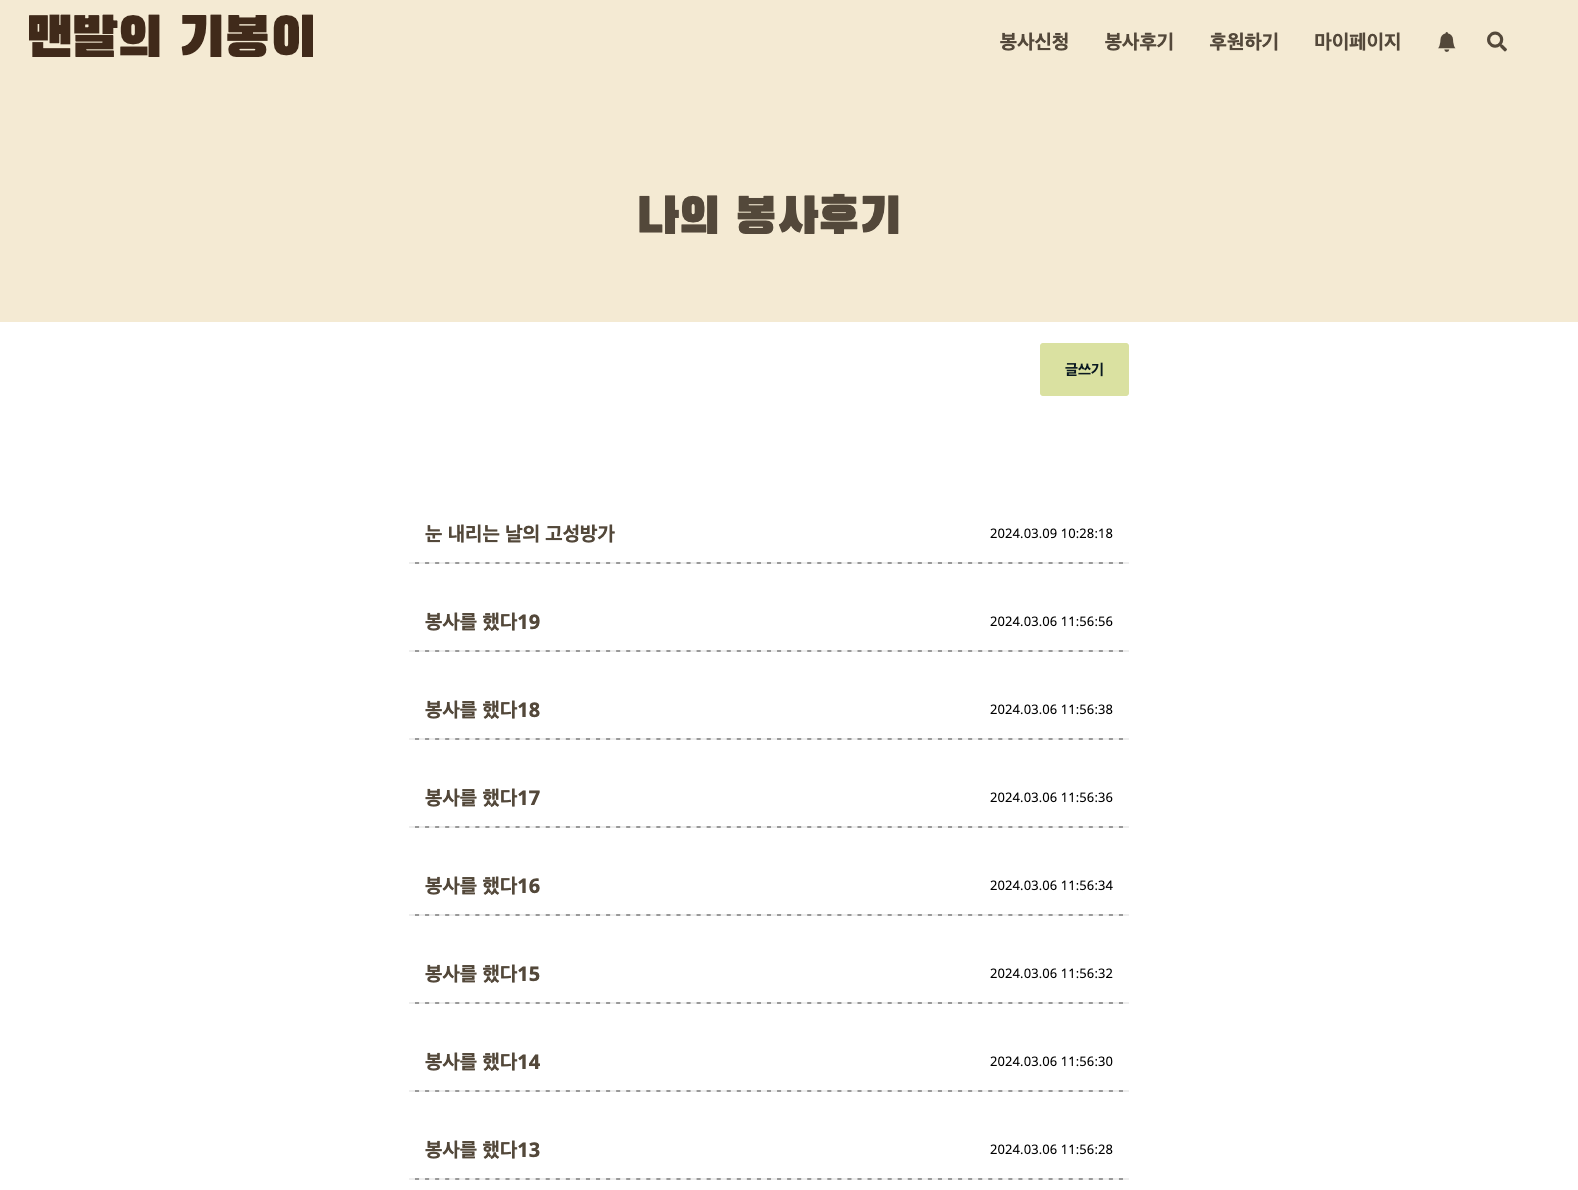 맨발의 기봉이
봉사신청 봉사후기 후원하기 마이페이지
나의 봉사후기
글쓰기
눈 내리는 날의 고성방가 2024.03.09 10:28:18
봉사를 했다19 2024.03.06 11:56:56
봉사를 했다18 2024.03.06 11:56:38
봉사를 했다17 2024.03.06 11:56:36
봉사를 했다16 2024.03.06 11:56:34
봉사를 했다15 2024.03.06 11:56:32
봉사를 했다14 2024.03.06 11:56:30
봉사를 했다13 2024.03.06 11:56:28